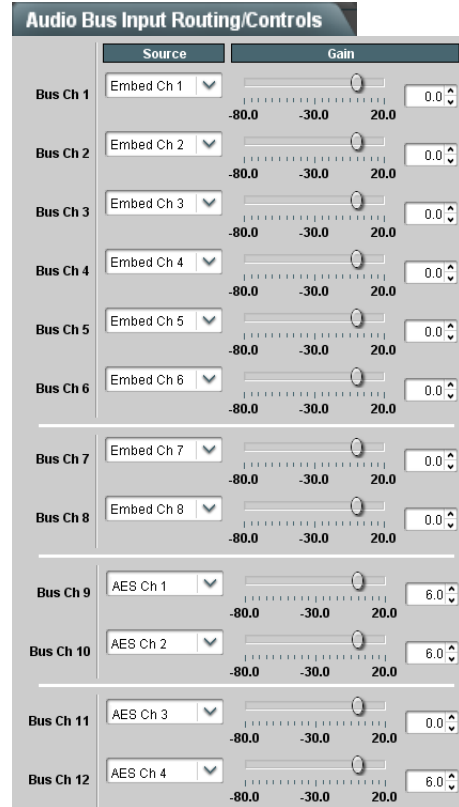 Audio Bus Input Routing/Controls
Source Gain
Bus Ch 1 Embed Ch 1 0.0
-80.0 -30.0 20.0
Bus Ch 2 Embed Ch 2 0.0
-80.0 -30.0 20.0
Bus Ch 3 Embed Ch 3 0.0
-80.0 -30.0 20.0
Bus Ch 4 Embed Ch 4 0.0
-80.0 -30.0 20.0
Bus Ch 5 Embed Ch 5 0.0
-80.0 -30.0 20.0
Bus Ch 6 Embed Ch 6 0.0
-80.0 -30.0 20.0
Bus Ch 7 Embed Ch 7 0.0
-80.0 -30.0 20.0
Bus Ch 8 Embed Ch 8 0.0
-80.0 -30.0 20.0
Bus Ch 9 AES Ch 1 6.0
-80.0 -30.0 20.0
Bus Ch 10 AES Ch 2 6.0
-80.0 -30.0 20.0
Bus Ch 11 AES Ch 3 0.0
-80.0 -30.0 20.0
Bus Ch 12 AES Ch 4 6.0
-80.0 -30.0 20.0